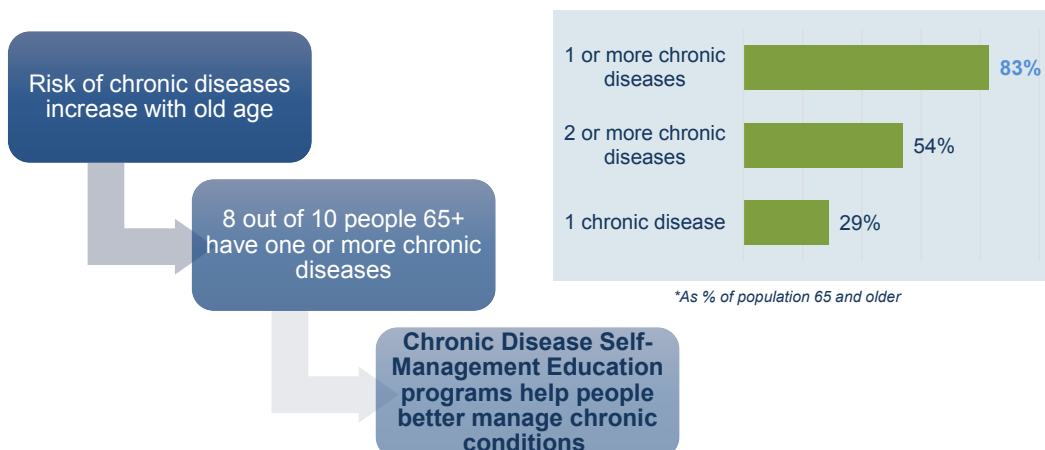 Risk of chronic diseases
increase with old age
8 out of 10 people 65+
have one or more chronic
diseases
Chronic Disease Self-
Management Education
programs help people
better manage chronic
conditions
1 or more chronic
diseases
83%
2 or more chronic
diseases
54%
1 chronic disease
29%
*As % of population 65 and older